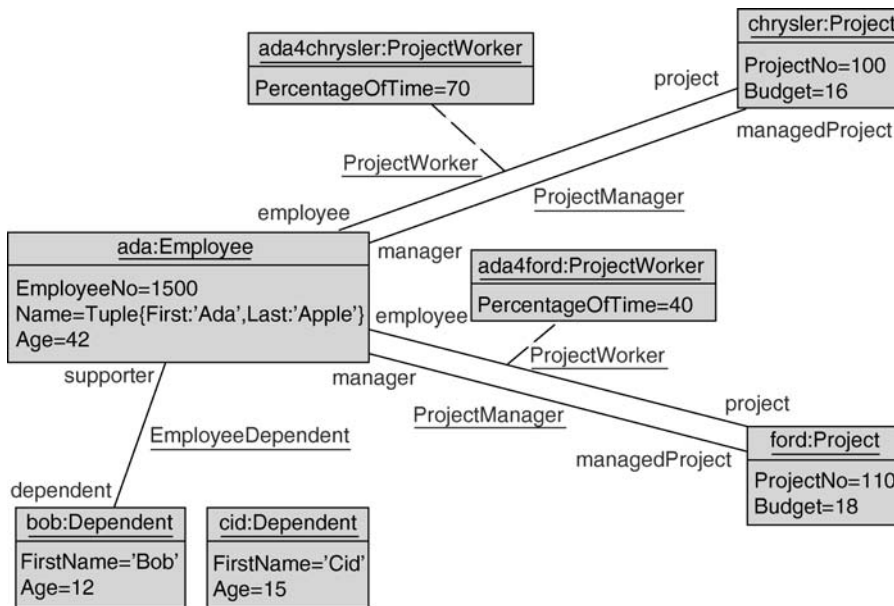 ada4chrysler:ProjectWorker
PercentageOfTime=70
chrysler:Project
ProjectNo=100
Budget=16
project
managedProject
ProjectWorker
ProjectManager
employee
manager
ada:Employee
EmployeeNo=1500
Name=Tuple{First:'Ada',Last:'Apple'}
Age=42
ada4ford:ProjectWorker
PercentageOfTime=40
employee
manager
ProjectWorker
ProjectManager
project
managedProject
ford:Project
ProjectNo=110
Budget=18
supporter
EmployeeDependent
dependent
bob:Dependent
FirstName='Bob'
Age=12
cid:Dependent
FirstName='Cid'
Age=15